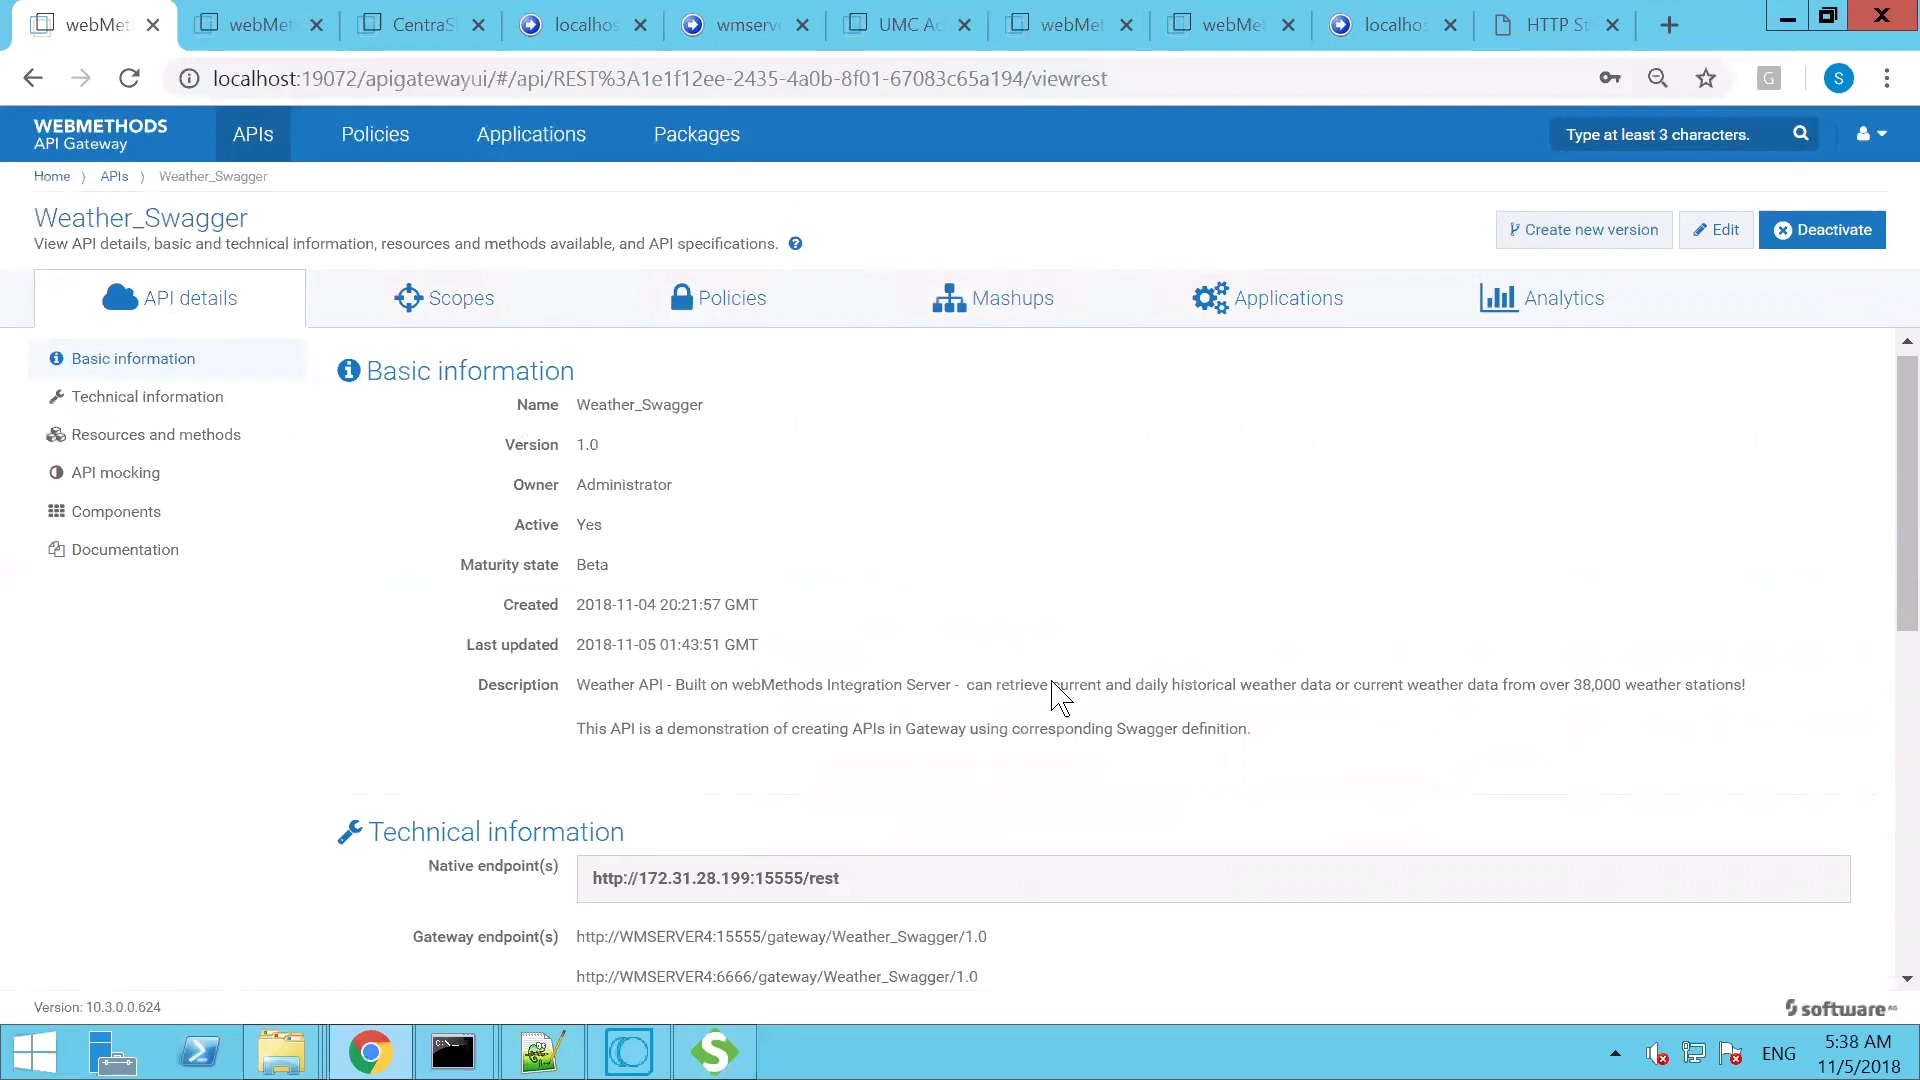 webMet
webMet
CentraS
localhos
wmserve
UMC Ad
webMet
webMet
localhos
HTTP St
localhost:19072/apigatewayui/#/api/REST%3A1e1f12ee-2435-4a0b-8f01-67083c65a194/viewrest
G
S
WEBMETHODS
API Gateway
APIs
Policies
Applications
Packages
Type at least 3 characters.
Home
APIs
Weather_Swagger
Weather_Swagger
View API details, basic and technical information, resources and methods available, and API specifications.
Create new version
Edit
Deactivate
API details
Scopes
Policies
Mashups
Applications
Analytics
Basic information
Technical information
Resources and methods
API mocking
Components
Documentation
Basic information
Name Weather_Swagger
Version 1.0
Owner Administrator
Active Yes
Maturity state Beta
Created 2018-11-04 20:21:57 GMT
Last updated 2018-11-05 01:43:51 GMT
Description Weather API - Built on webMethods Integration Server - can retrieve current and daily historical weather data or current weather data from over 38,000 weather stations!
This API is a demonstration of creating APIs in Gateway using corresponding Swagger definition.
Technical information
Native endpoint(s) http://172.31.28.199:15555/rest
Gateway endpoint(s) http://WMSERVER4:15555/gateway/Weather_Swagger/1.0
http://WMSERVER4:6666/gateway/Weather_Swagger/1.0
Version: 10.3.0.0.624
software AG
ENG
5:38 AM
11/5/2018